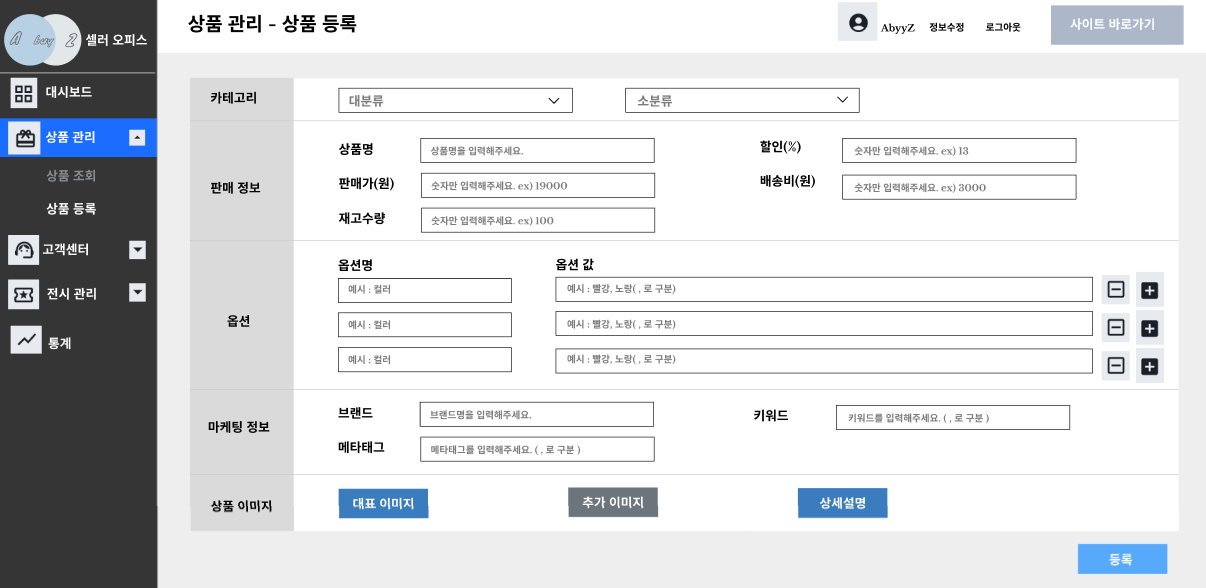 A bway Z 셀러 오피스
대시보드
상품 관리
상품 조회
상품 등록
고객센터
전시 관리
통계
상품 관리 - 상품 등록
AbyyZ 정보수정 로그아웃 사이트 바로가기
카테고리 대분류 소분류
판매 정보
상품명 상품명을 입력해주세요. 할인(%) 숫자만 입력해주세요. ex) 13
판매가(원) 숫자만 입력해주세요. ex) 19000 배송비(원) 숫자만 입력해주세요. ex) 3000
재고수량 숫자만 입력해주세요. ex) 100
옵션
옵션명 옵션 값
예시 : 컬러 예시 : 빨강, 노랑( , 로 구분)
예시 : 컬러 예시 : 빨강, 노랑( , 로 구분)
예시 : 컬러 예시 : 빨강, 노랑( , 로 구분)
마케팅 정보
브랜드 브랜드명을 입력해주세요. 키워드 키워드를 입력해주세요. ( , 로 구분 )
메타태그 메타태그를 입력해주세요. ( , 로 구분 )
상품 이미지 대표 이미지 추가 이미지 상세설명
등록